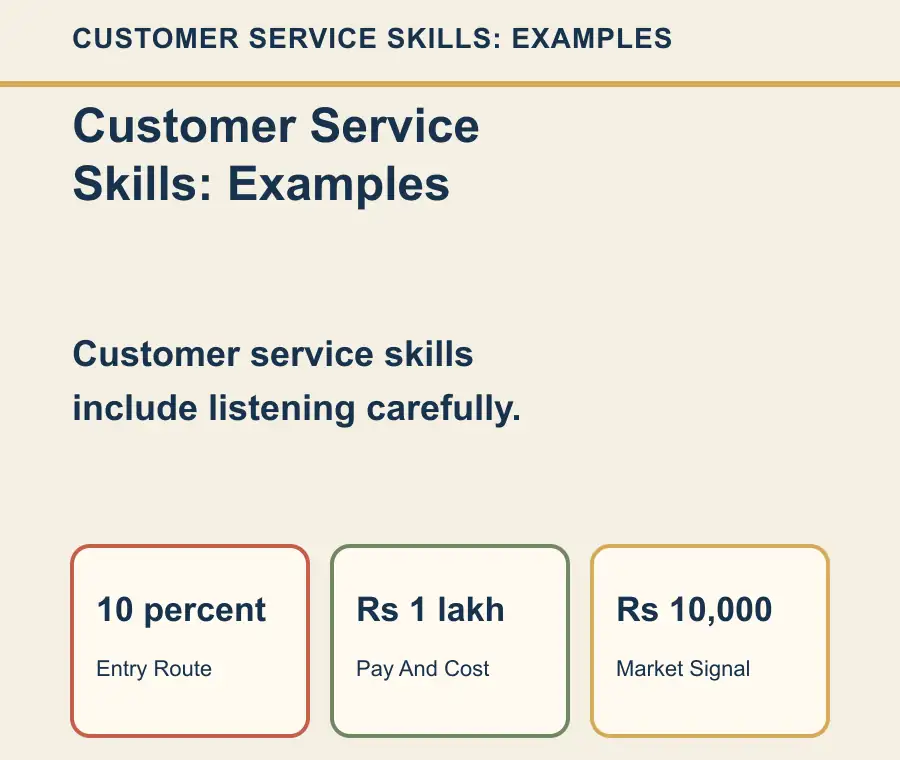 CUSTOMER SERVICE SKILLS: EXAMPLES
Customer Service
Skills: Examples
Customer service skills
include listening carefully.
10 percent
Entry Route
Rs 1 lakh
Pay And Cost
Rs 10,000
Market Signal